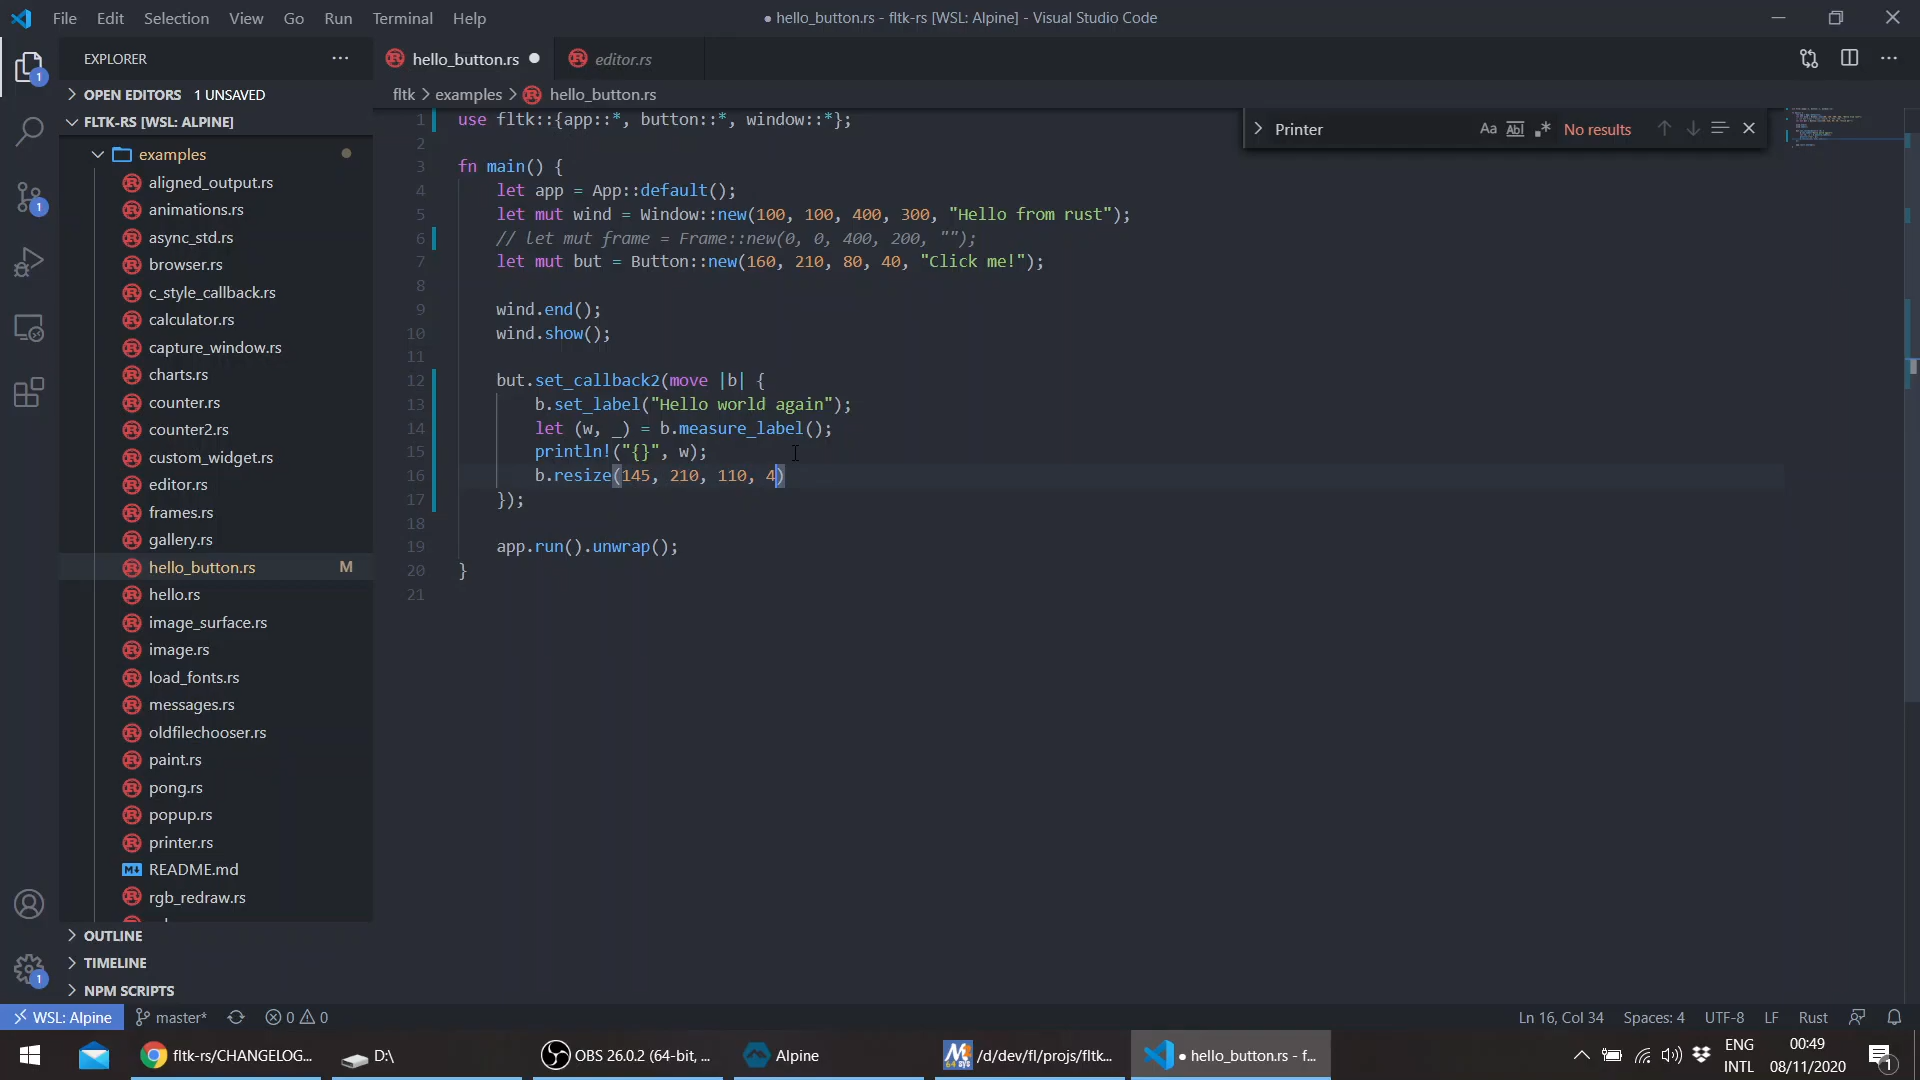 File Edit Selection View Go Run Terminal Help
● hello_button.rs - fltk-rs [WSL: Alpine] - Visual Studio Code
EXPLORER
hello_button.rs
editor.rs
OPEN EDITORS 1 UNSAVED
fltk > examples > hello_button.rs
FLTK-RS [WSL: ALPINE]
Printer
Aa Abl .* No results
examples
aligned_output.rs
animations.rs
async_std.rs
browser.rs
c_style_callback.rs
calculator.rs
capture_window.rs
charts.rs
counter.rs
counter2.rs
custom_widget.rs
editor.rs
frames.rs
gallery.rs
hello_button.rs M
hello.rs
image_surface.rs
image.rs
load_fonts.rs
messages.rs
oldfilechooser.rs
paint.rs
pong.rs
popup.rs
printer.rs
README.md
rgb_redraw.rs
OUTLINE
TIMELINE
NPM SCRIPTS
1 use fltk::{app::*, button::*, window::*};
2
3 fn main() {
4 let app = App::default();
5 let mut wind = Window::new(100, 100, 400, 300, "Hello from rust");
6 // let mut frame = Frame::new(0, 0, 400, 200, "");
7 let mut but = Button::new(160, 210, 80, 40, "Click me!");
8
9 wind.end();
10 wind.show();
11
12 but.set_callback2(move |b| {
13 b.set_label("Hello world again");
14 let (w, _) = b.measure_label();
15 println!("{}", w);
16 b.resize(145, 210, 110, 4)
17 });
18
19 app.run().unwrap();
20 }
21
1
1
1
WSL: Alpine master* 0 0
Ln 16, Col 34 Spaces: 4 UTF-8 LF Rust
fltk-rs/CHANGELOG...
D:\
OBS 26.0.2 (64-bit, ...
Alpine
/d/dev/fl/projs/fltk...
● hello_button.rs - f...
ENG
INTL
00:49
08/11/2020
1